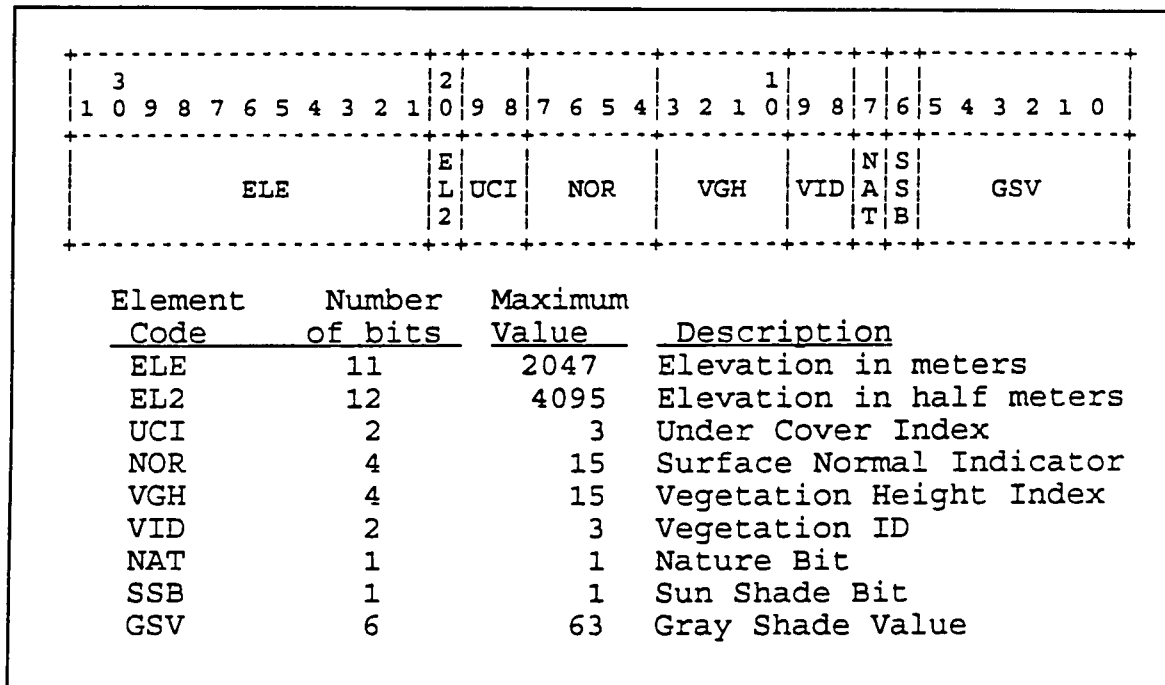 3 2 1
1 0 9 8 7 6 5 4 3 2 1 0 9 8 7 6 5 4 3 2 1 0 9 8 7 6 5 4 3 2 1 0
ELE EL2 UCI NOR VGH VID NAT SSB GSV
Element Number Maximum
Code of bits Value Description
ELE 11 2047 Elevation in meters
EL2 12 4095 Elevation in half meters
UCI 2 3 Under Cover Index
NOR 4 15 Surface Normal Indicator
VGH 4 15 Vegetation Height Index
VID 2 3 Vegetation ID
NAT 1 1 Nature Bit
SSB 1 1 Sun Shade Bit
GSV 6 63 Gray Shade Value